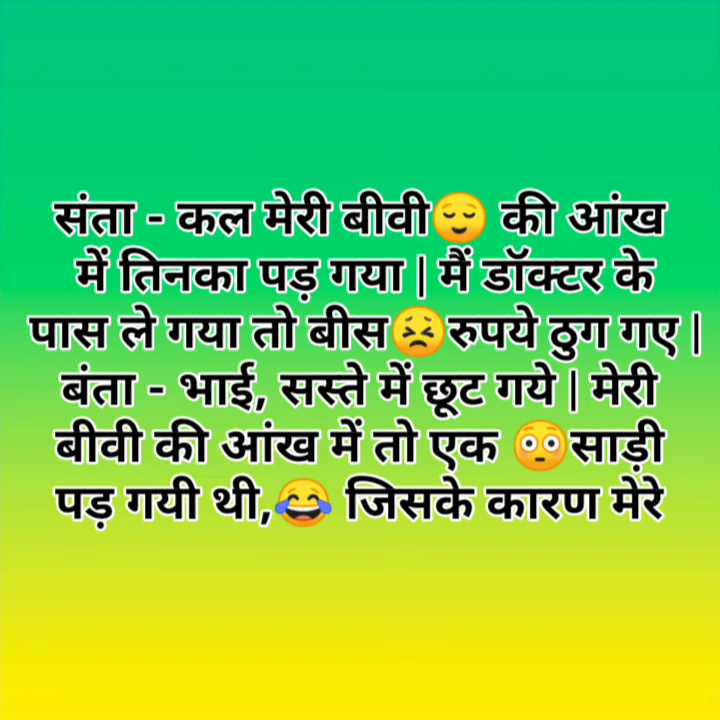 संता - कल मेरी बीवी😌 की आंख
में तिनका पड़ गया | मैं डॉक्टर के
पास ले गया तो बीस😣रुपये ठुग गए |
बंता - भाई, सस्ते में छूट गये | मेरी
बीवी की आंख में तो एक 😳साड़ी
पड़ गयी थी,😂 जिसके कारण मेरे